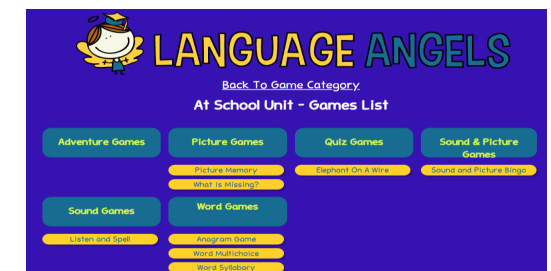 LANGUAGE ANGELS
Back To Game Category
At School Unit - Games List
Adventure Games
Picture Games
Picture Memory
What Is Missing?
Quiz Games
Elephant On A Wire
Sound & Picture
Games
Sound and Picture Bingo
Sound Games
Listen and Spell
Word Games
Anagram Game
Word Multichoice
Word Syllabary